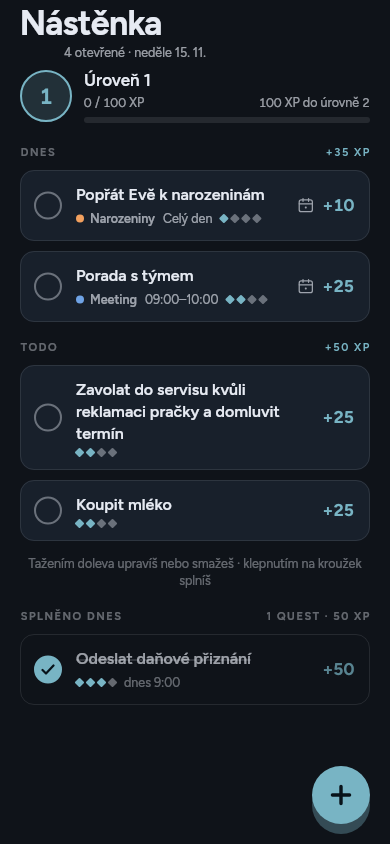 Nástěnka
4 otevřené · neděle 15. 11.
1
Úroveň 1
0 / 100 XP
100 XP do úrovně 2
DNES
+35 XP
Popřát Evě k narozeninám
Narozeniny Celý den
+10
Porada s týmem
Meeting 09:00–10:00
+25
TODO
+50 XP
Zavolat do servisu kvůli
reklamaci pračky a domluvit
termín
+25
Koupit mléko
+25
Tažením doleva upravíš nebo smažeš · klepnutím na kroužek
splníš
SPLNĚNO DNES
1 QUEST · 50 XP
Odeslat daňové přiznání
dnes 9:00
+50